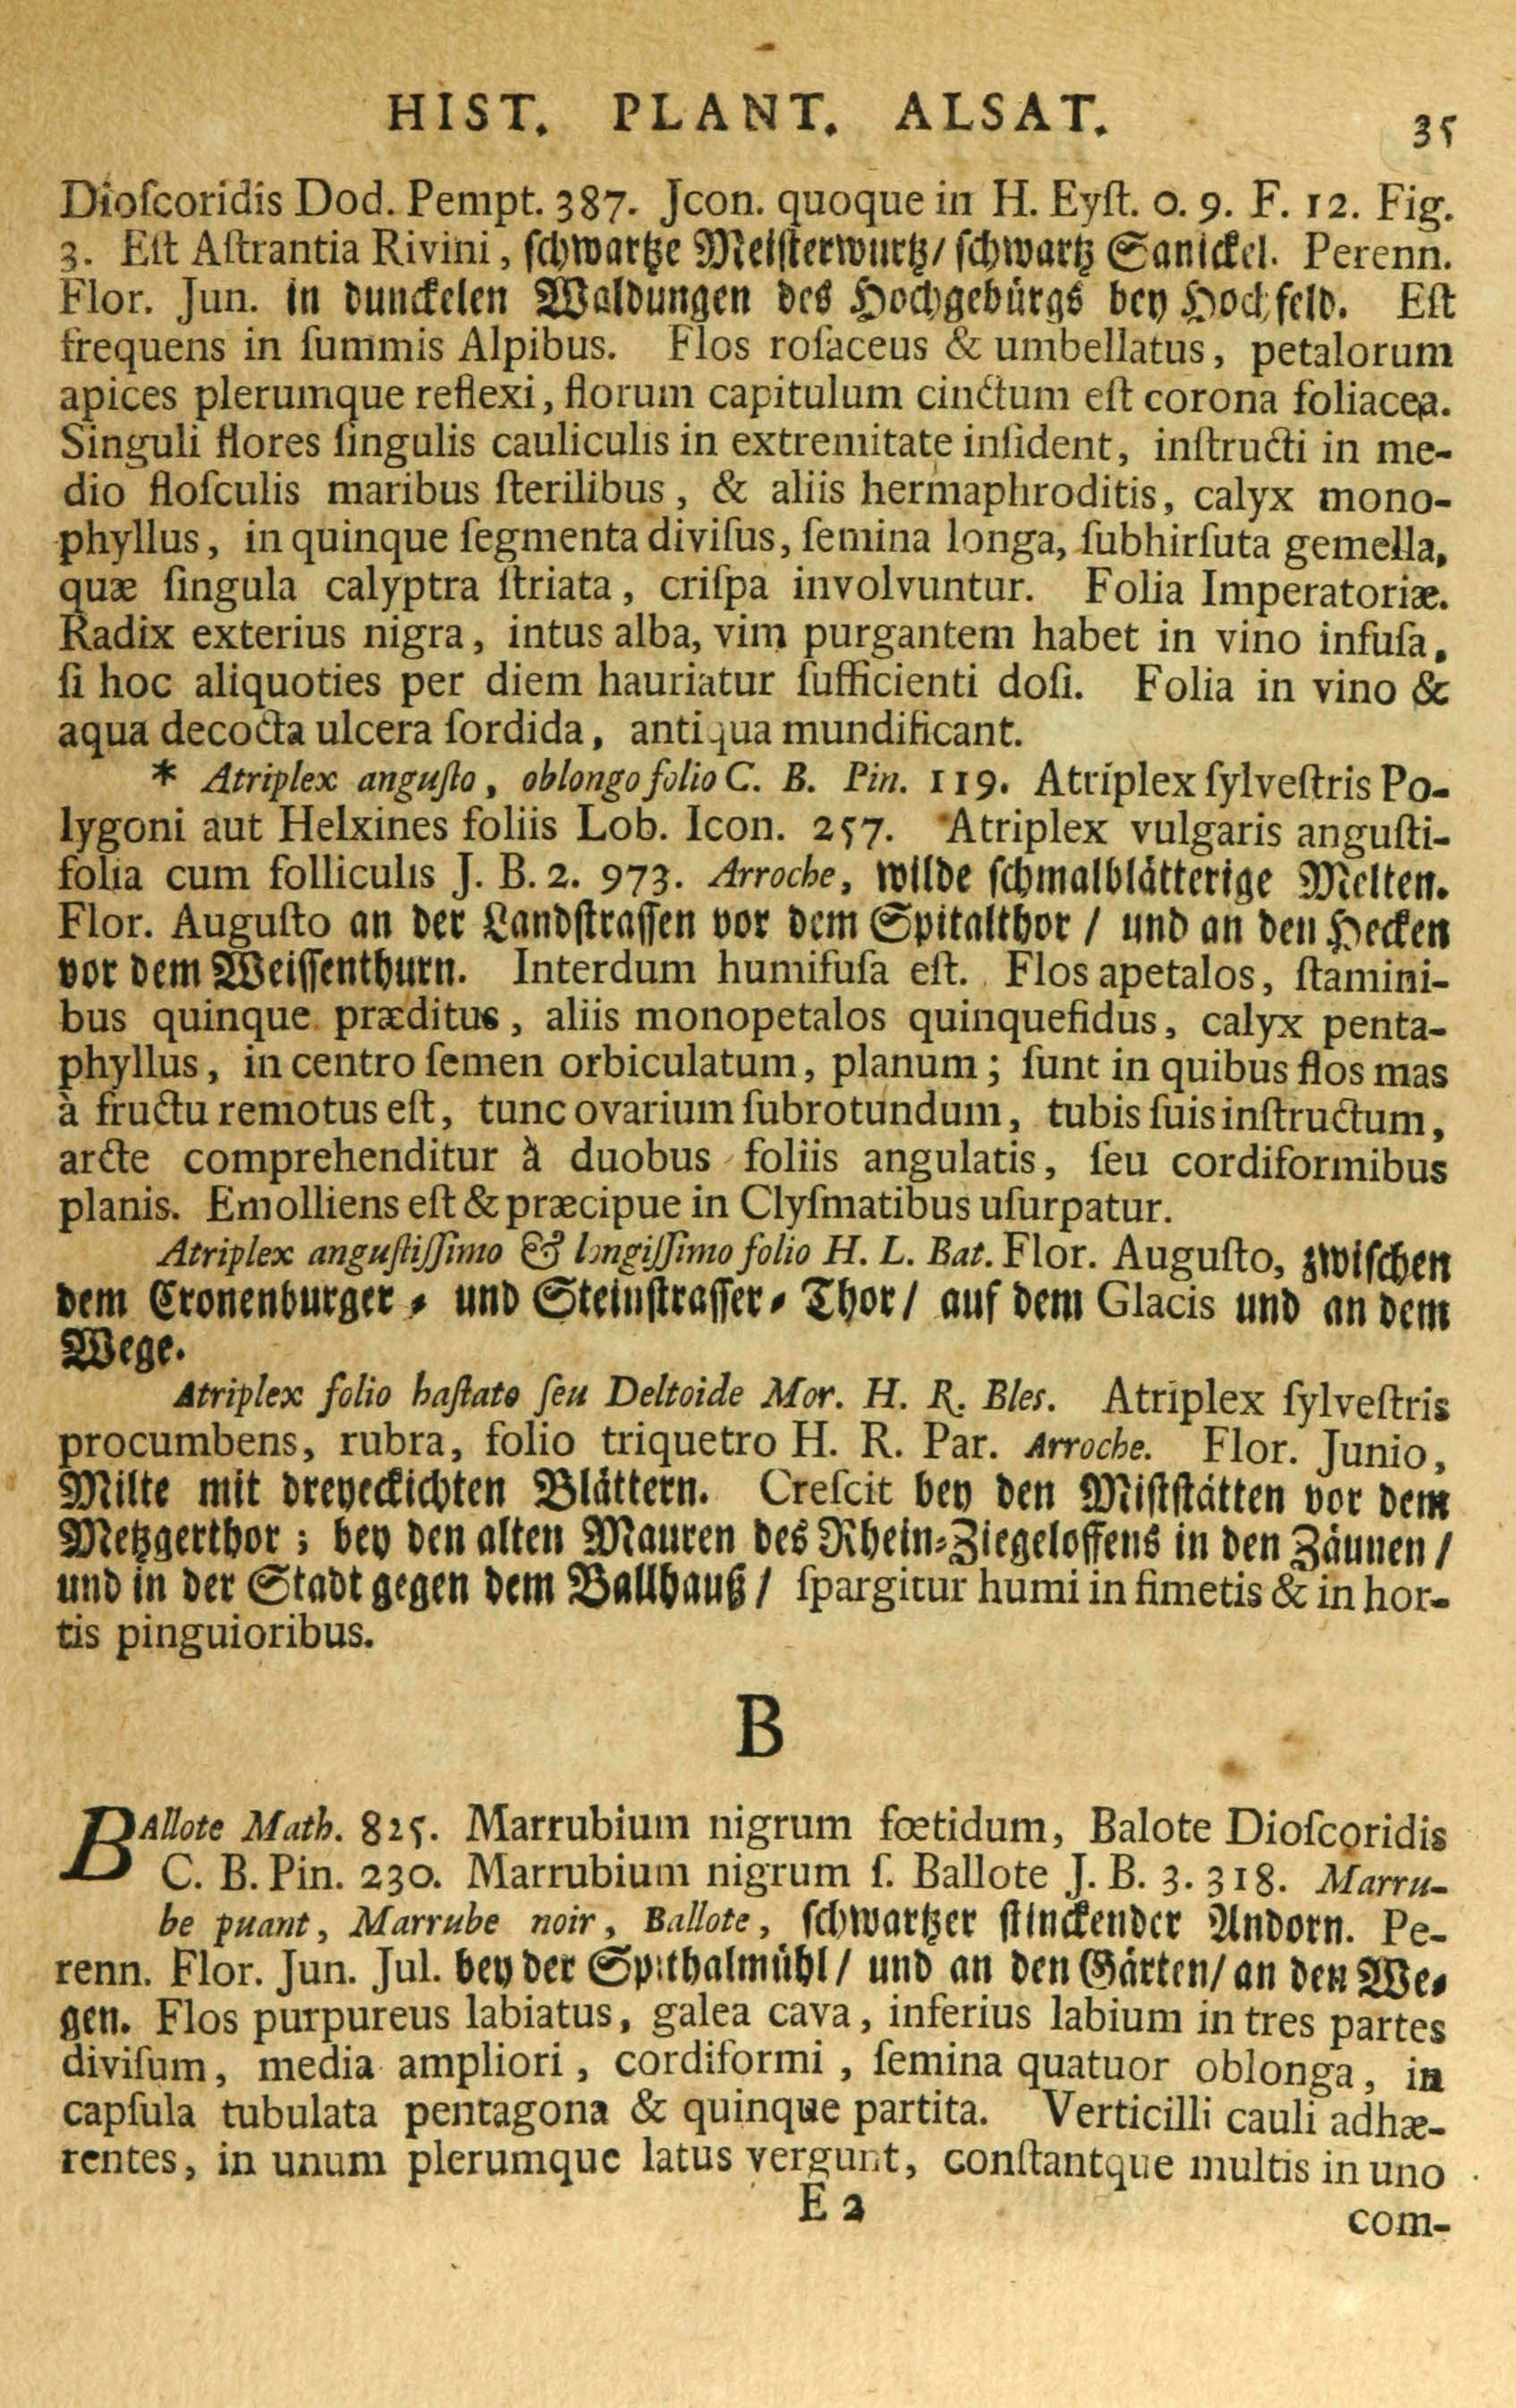 HIST. PLANT. ALSAT. 35
Dioſcoridis Dod. Pempt. 387. Jcon. quoque in H. Eyſt. o. 9. F. 12. Fig.
3. Eſt Aſtrantia Rivini, ſchwartze Meiſterwurtz/ ſchwartz Sanickel. Perenn.
Flor. Jun. in dunckelen Waldungen des Hochgebürgs bey Hochfeld. Eſt
frequens in ſummis Alpibus. Flos roſaceus & umbellatus, petalorum
apices plerumque reflexi, florum capitulum cinctum eſt corona foliacea.
Singuli flores ſingulis cauliculis in extremitate inſident, inſtructi in me-
dio floſculis maribus ſterilibus, & aliis hermaphroditis, calyx mono-
phyllus, in quinque ſegmenta diviſus, ſemina longa, ſubhirſuta gemella,
quæ ſingula calyptra ſtriata, criſpa involvuntur. Folia Imperatoriæ.
Radix exterius nigra, intus alba, vim purgantem habet in vino infuſa,
ſi hoc aliquoties per diem hauriatur ſufficienti doſi. Folia in vino &
aqua decocta ulcera ſordida, antiqua mundificant.
* Atriplex anguſto, oblongo folio C. B. Pin. 119. Atriplex ſylveſtris Po-
lygoni aut Helxines foliis Lob. Icon. 257. Atriplex vulgaris anguſti-
folia cum folliculis J. B. 2. 973. Arroche, wilde ſchmalblätterige Melten.
Flor. Auguſto an der Landſtraſſen vor dem Spitalthor / und an den Hecken
vor dem Weiſſenthurn. Interdum humifuſa eſt. Flos apetalos, ſtamini-
bus quinque præditus, aliis monopetalos quinquefidus, calyx penta-
phyllus, in centro ſemen orbiculatum, planum; ſunt in quibus flos mas
à fructu remotus eſt, tunc ovarium ſubrotundum, tubis ſuis inſtructum,
arcte comprehenditur à duobus foliis angulatis, ſeu cordiformibus
planis. Emolliens eſt & præcipue in Clyſmatibus uſurpatur.
Atriplex anguſtiſſimo & longiſſimo folio H. L. Bat. Flor. Auguſto, zwiſchen
dem Cronenburger- und Steinſtraſſer-Thor/ auf dem Glacis und an dem
Wege.
Atriplex folio haſtato ſeu Deltoide Mor. H. R. Bleſ. Atriplex ſylveſtris
procumbens, rubra, folio triquetro H. R. Par. Arroche. Flor. Junio,
Milte mit dreyeckichten Blättern. Creſcit bey den Miſtſtätten vor dem
Metzgerthor; bey den alten Mauren des Rhein-Ziegeloffens in den Zäunen /
und in der Stadt gegen dem Ballhauß / ſpargitur humi in fimetis & in hor-
tis pinguioribus.
B
BAllote Math. 825. Marrubium nigrum fœtidum, Balote Dioſcoridis
C. B. Pin. 230. Marrubium nigrum ſ. Ballote J. B. 3. 318. Marru-
be puant, Marrube noir, Ballote, ſchwartzer ſtinckender Andorn. Pe-
renn. Flor. Jun. Jul. bey der Spithalmühl/ und an den Gärten/ an den We-
gen. Flos purpureus labiatus, galea cava, inferius labium in tres partes
diviſum, media ampliori, cordiformi, ſemina quatuor oblonga, in
capſula tubulata pentagona & quinque partita. Verticilli cauli adhæ-
rentes, in unum plerumque latus vergunt, conſtantque multis in uno
E 2
com-